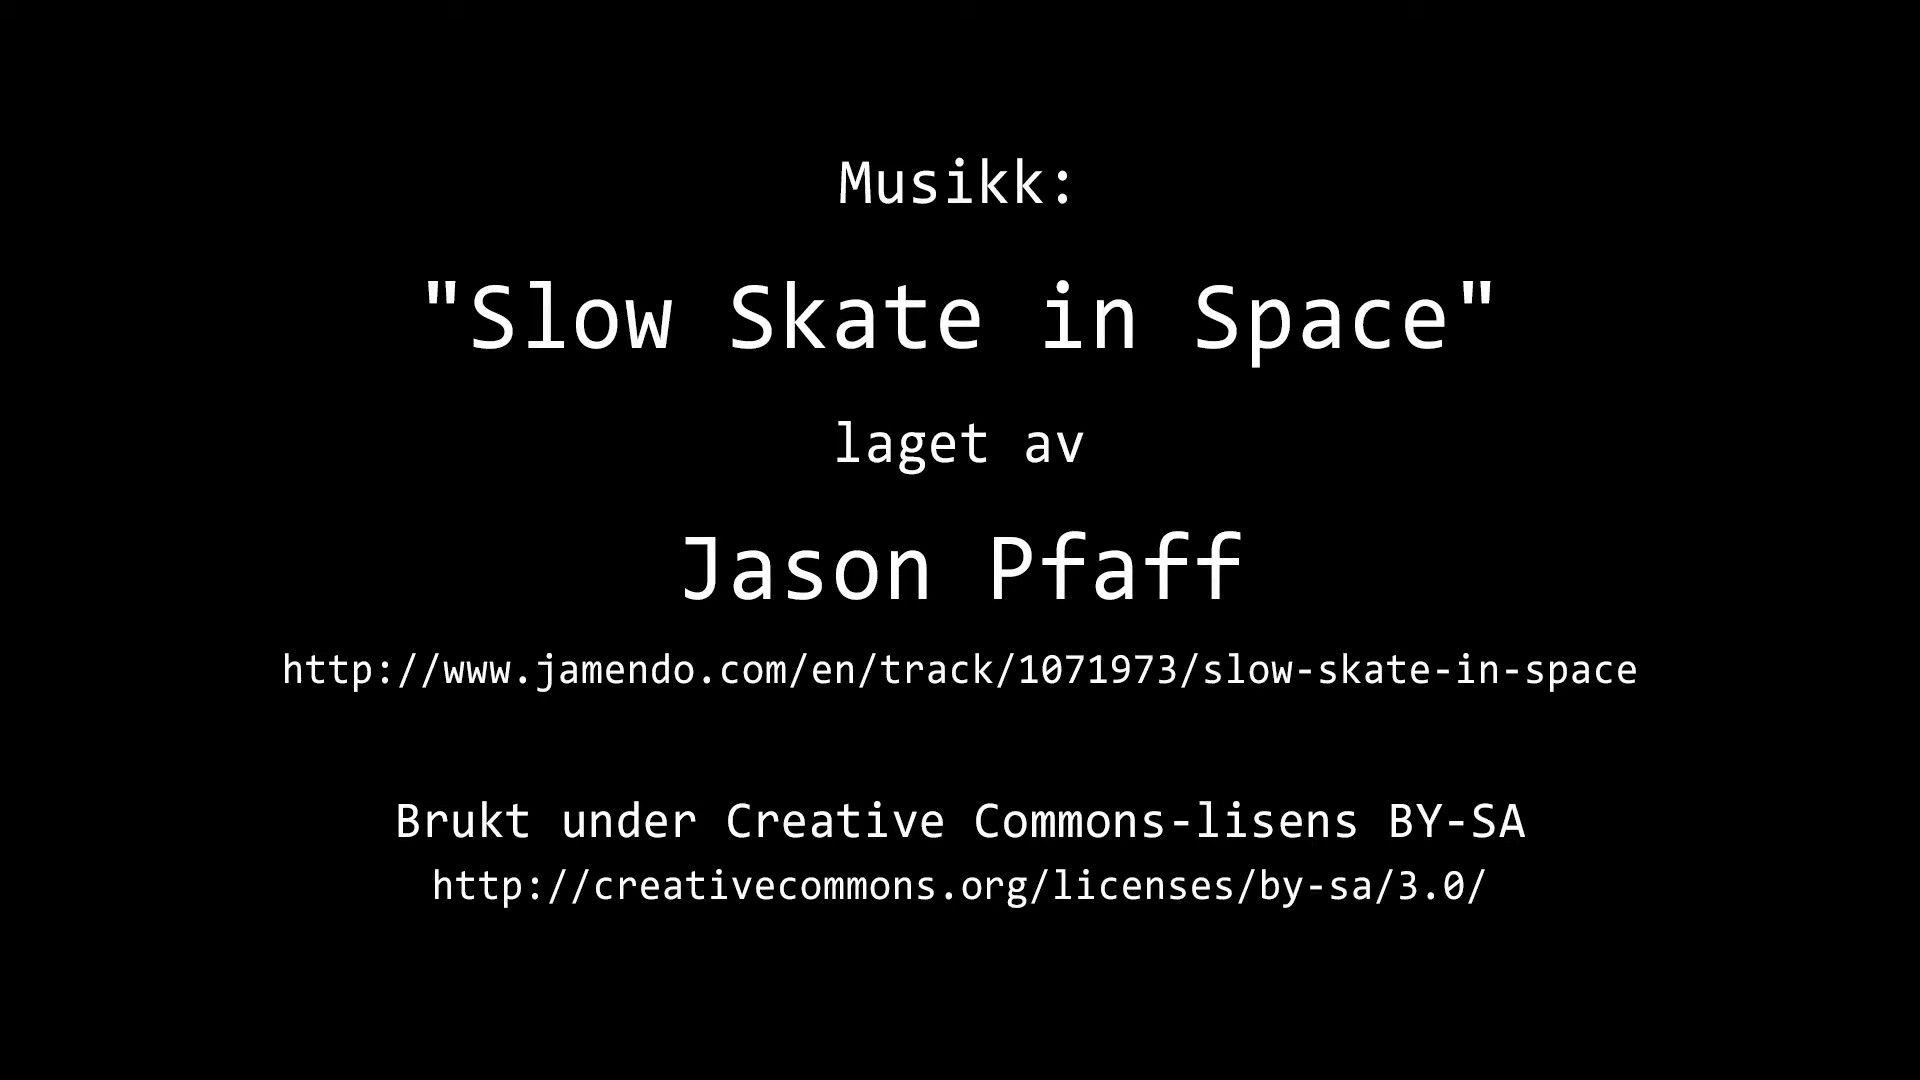 Musikk:
"Slow Skate in Space"
laget av
Jason Pfaff
http://www.jamendo.com/en/track/1071973/slow-skate-in-space
Brukt under Creative Commons-lisens BY-SA
http://creativecommons.org/licenses/by-sa/3.0/